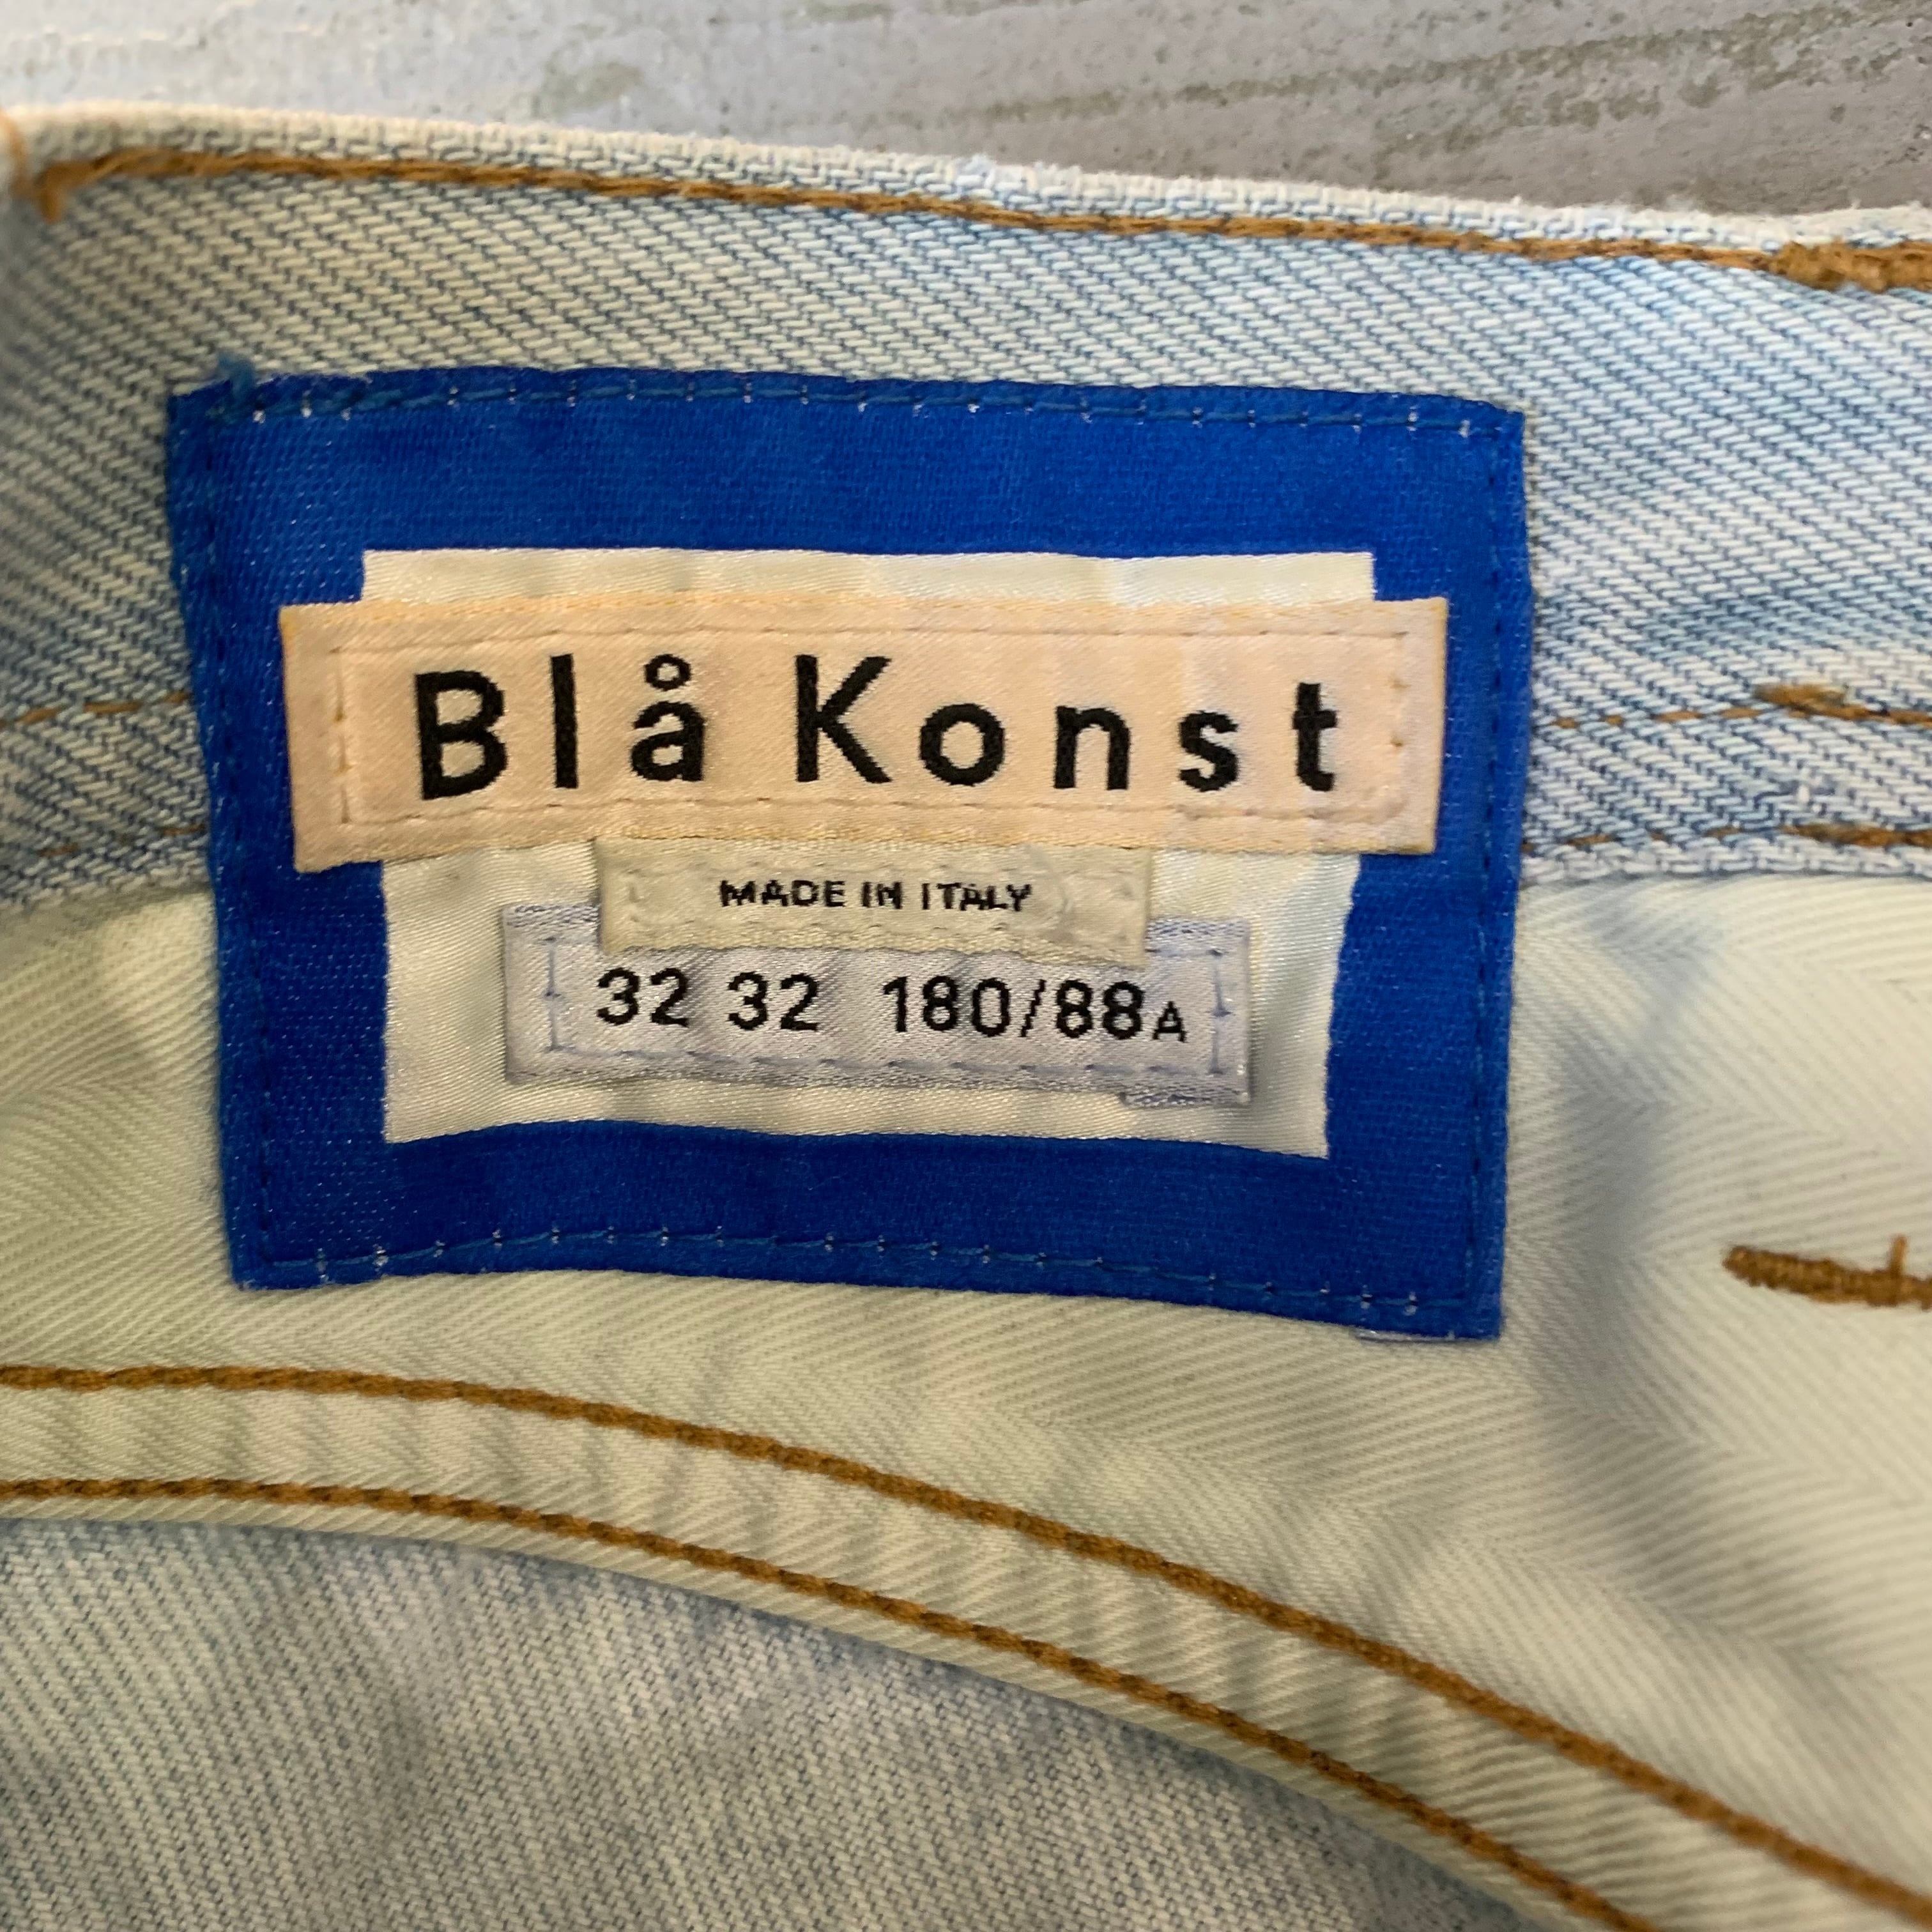 Blå Konst
MADE IN ITALY
32 32 180/88A